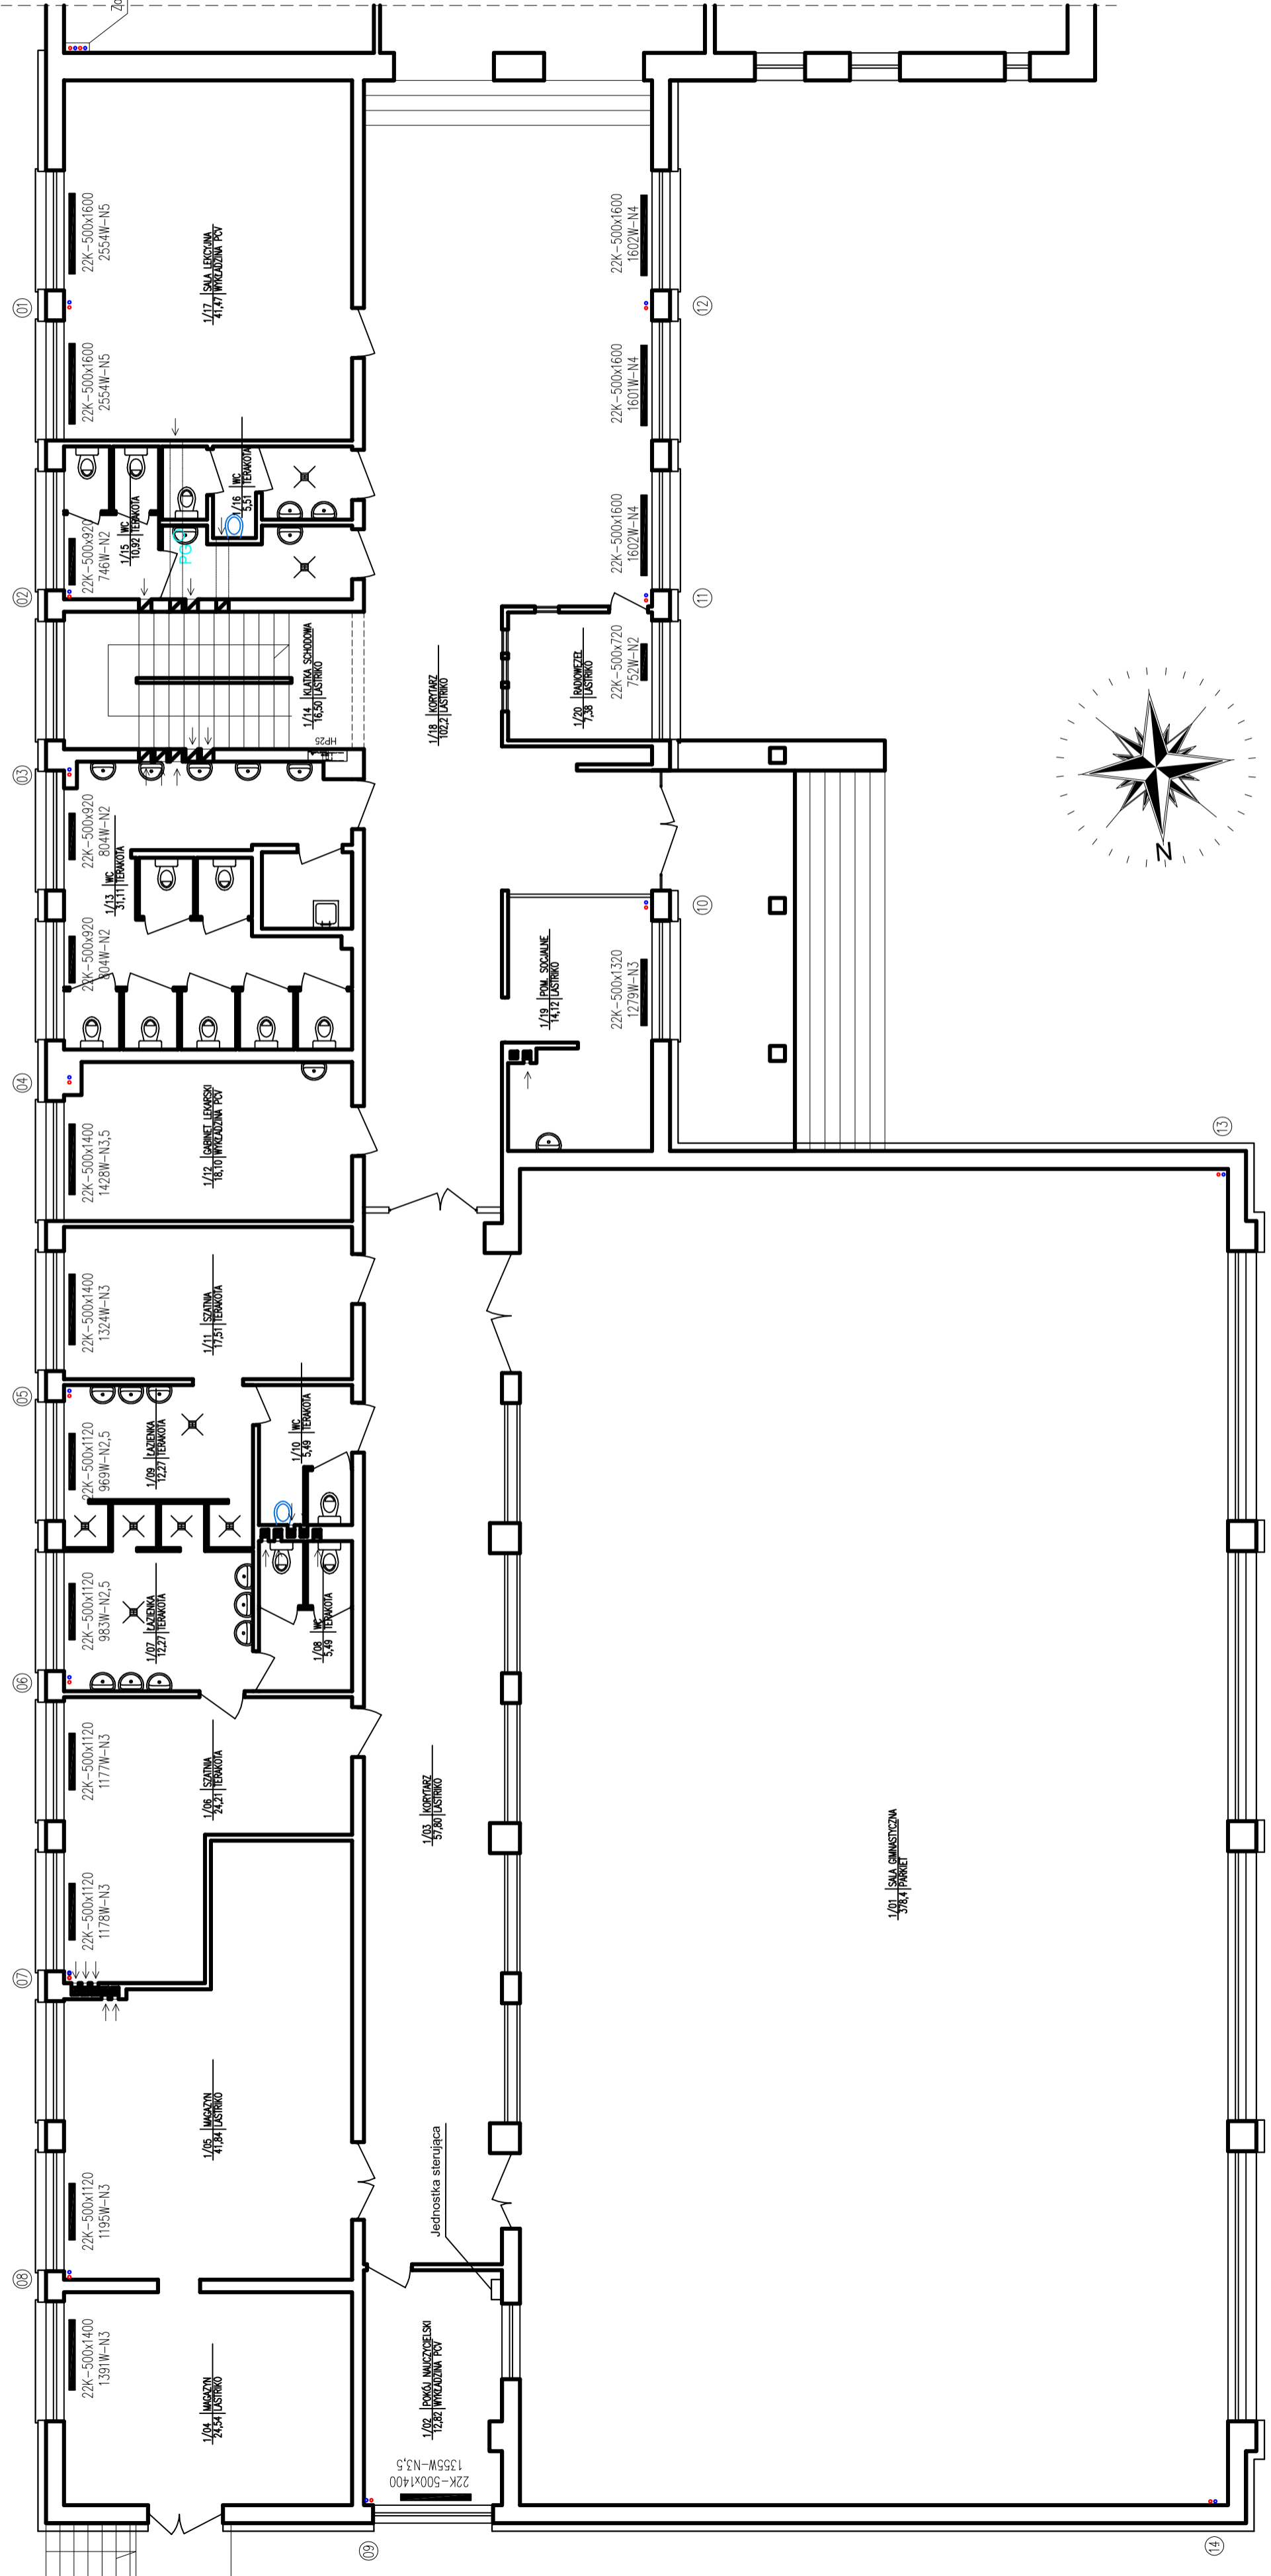 Zo
01
22K-500x1600
2554W-N5
22K-500x1600
2554W-N5
1/17 SALA LEKCYJNA
41,47 WYKŁADZINA PCV
22K-500x1600
1602W-N4
12
22K-500x1600
1601W-N4
22K-500x1600
1602W-N4
11
02
22K-500x920
746W-N2
1/15 WC
10,92 TERAKOTA
PG
1/16 WC
5,51 TERAKOTA
1/14 KLATKA SCHODOWA
16,50 LASTRIKO
HP25
1/18 KORYTARZ
102,2 LASTRIKO
1/20 RADIOWĘZEŁ
7,38 LASTRIKO
22K-500x720
752W-N2
03
22K-500x920
804W-N2
1/13 WC
31,11 TERAKOTA
22K-500x920
804W-N2
N
10
1/19 POM. SOCJALNE
14,12 LASTRIKO
22K-500x1320
1279W-N3
04
22K-500x1400
1428W-N3,5
1/12 GABINET LEKARSKI
18,10 WYKŁADZINA PCV
13
22K-500x1400
1324W-N3
1/11 SZATNIA
17,51 TERAKOTA
05
22K-500x1120
969W-N2,5
1/09 ŁAZIENKA
12,27 TERAKOTA
1/10 WC
5,49 TERAKOTA
22K-500x1120
983W-N2,5
1/07 ŁAZIENKA
12,27 TERAKOTA
1/08 WC
5,49 TERAKOTA
06
22K-500x1120
1177W-N3
1/06 SZATNIA
24,21 TERAKOTA
1/03 KORYTARZ
57,80 LASTRIKO
1/01 SALA GIMNASTYCZNA
378,4 PARKIET
22K-500x1120
1178W-N3
07
1/05 MAGAZYN
41,84 LASTRIKO
Jednostka sterująca
22K-500x1120
1195W-N3
08
22K-500x1400
1391W-N3
1/04 MAGAZYN
24,54 LASTRIKO
1/02 POKÓJ NAUCZYCIELSKI
12,82 WYKŁADZINA PCV
22K-500x1400
1355W-N3,5
09
14